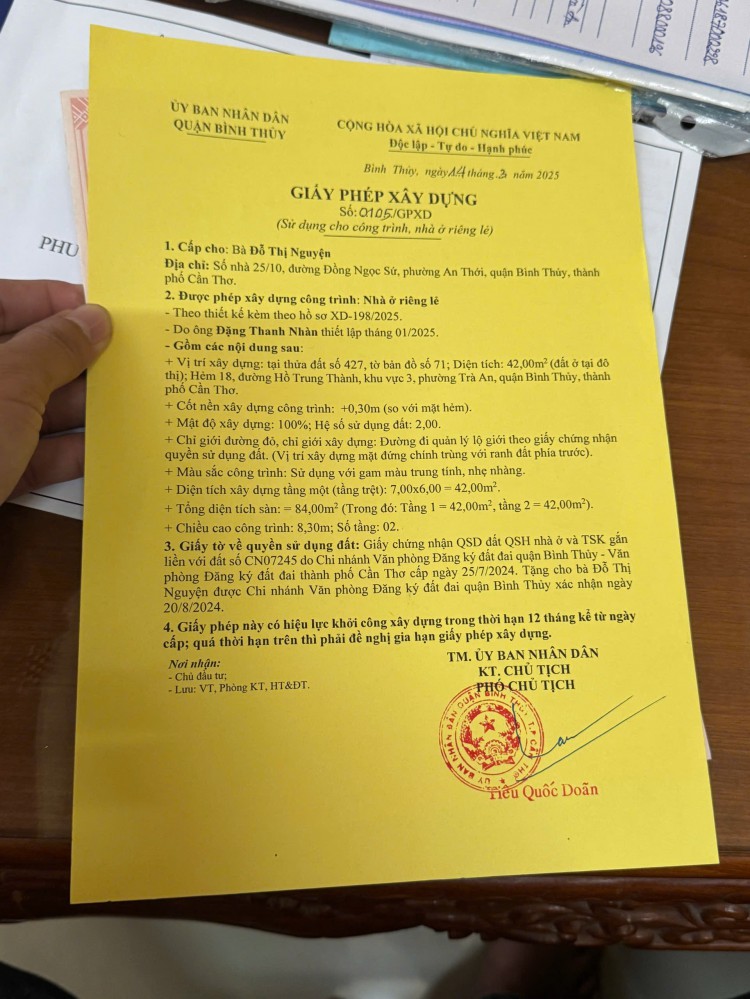 ỦY BAN NHÂN DÂN
QUẬN BÌNH THỦY
CỘNG HÒA XÃ HỘI CHỦ NGHĨA VIỆT NAM
Độc lập - Tự do - Hạnh phúc
Bình Thủy, ngày 14 tháng 3 năm 2025
GIẤY PHÉP XÂY DỰNG
Số: 0105/GPXD
(Sử dụng cho công trình, nhà ở riêng lẻ)
1. Cấp cho: Bà Đỗ Thị Nguyện
Địa chỉ: Số nhà 25/10, đường Đồng Ngọc Sứ, phường An Thới, quận Bình Thủy, thành
phố Cần Thơ.
2. Được phép xây dựng công trình: Nhà ở riêng lẻ
- Theo thiết kế kèm theo hồ sơ XD-198/2025.
- Do ông Đặng Thanh Nhàn thiết lập tháng 01/2025.
- Gồm các nội dung sau:
+ Vị trí xây dựng: tại thửa đất số 427, tờ bản đồ số 71; Diện tích: 42,00m² (đất ở tại đô
thị); Hẻm 18, đường Hồ Trung Thành, khu vực 3, phường Trà An, quận Bình Thủy, thành
phố Cần Thơ.
+ Cốt nền xây dựng công trình: +0,30m (so với mặt hẻm).
+ Mật độ xây dựng: 100%; Hệ số sử dụng đất: 2,00.
+ Chỉ giới đường đỏ, chỉ giới xây dựng: Đường đi quản lý lộ giới theo giấy chứng nhận
quyền sử dụng đất. (Vị trí xây dựng mặt đứng chính trùng với ranh đất phía trước).
+ Màu sắc công trình: Sử dụng với gam màu trung tính, nhẹ nhàng.
+ Diện tích xây dựng tầng một (tầng trệt): 7,00x6,00 = 42,00m².
+ Tổng diện tích sàn: = 84,00m² (Trong đó: Tầng 1 = 42,00m², tầng 2 = 42,00m²).
+ Chiều cao công trình: 8,30m; Số tầng: 02.
3. Giấy tờ về quyền sử dụng đất: Giấy chứng nhận QSD đất QSH nhà ở và TSK gắn
liền với đất số CN07245 do Chi nhánh Văn phòng Đăng ký đất đai quận Bình Thủy - Văn
phòng Đăng ký đất đai thành phố Cần Thơ cấp ngày 25/7/2024. Tặng cho bà Đỗ Thị
Nguyện được Chi nhánh Văn phòng Đăng ký đất đai quận Bình Thủy xác nhận ngày
20/8/2024.
4. Giấy phép này có hiệu lực khởi công xây dựng trong thời hạn 12 tháng kể từ ngày
cấp; quá thời hạn trên thì phải đề nghị gia hạn giấy phép xây dựng.
Nơi nhận:
- Chủ đầu tư;
- Lưu: VT, Phòng KT, HT&ĐT.
TM. ỦY BAN NHÂN DÂN
KT. CHỦ TỊCH
PHÓ CHỦ TỊCH
ỦY BAN NHÂN DÂN QUẬN BÌNH THỦY T.P CẦN THƠ
Tiêu Quốc Doãn
PHU